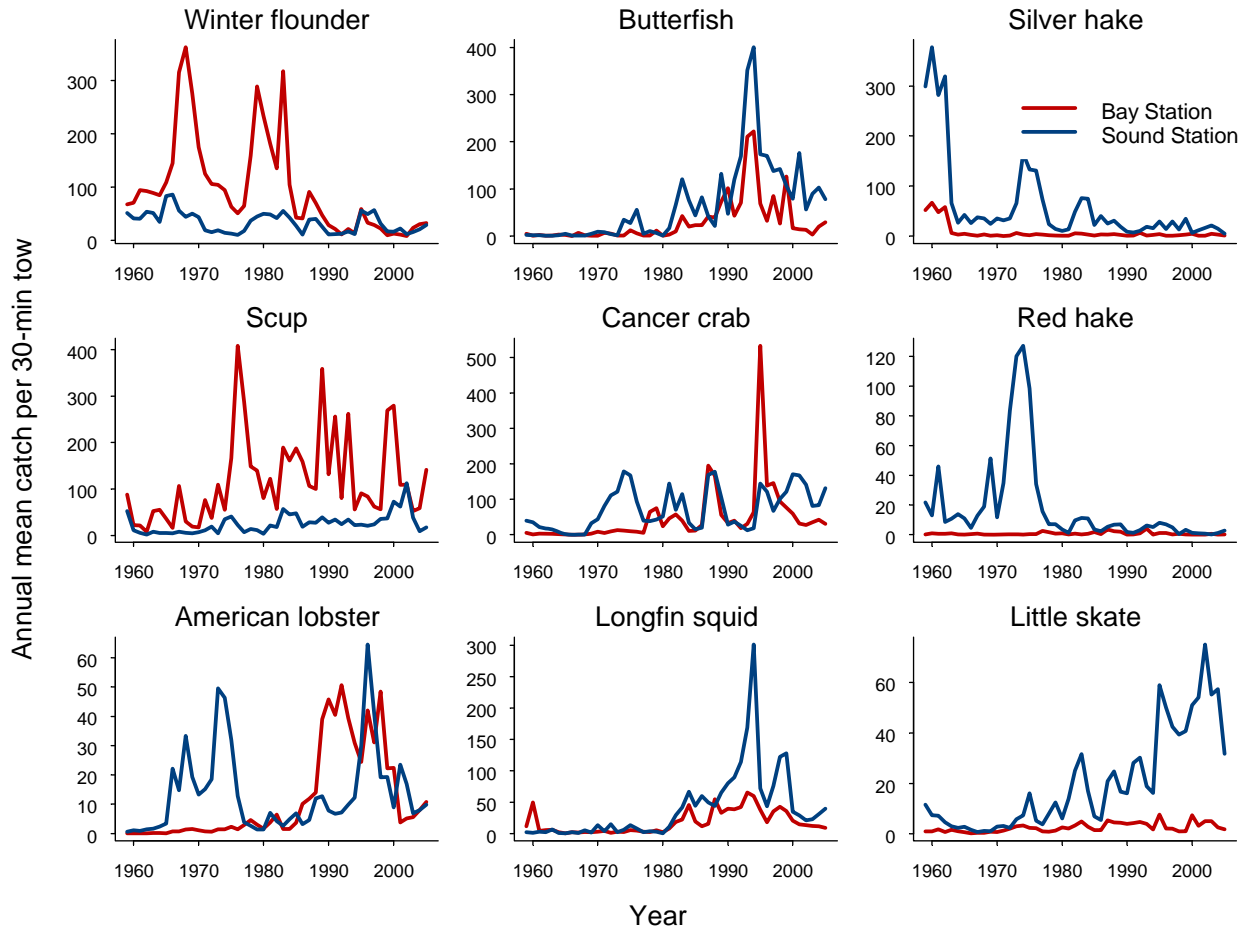 Annual mean catch per 30-min tow
Winter flounder
300
200
100
0
1960 1970 1980 1990 2000
Butterfish
400
300
200
100
0
1960 1970 1980 1990 2000
Silver hake
300
200
100
0
1960 1970 1980 1990 2000
Bay Station
Sound Station
Scup
400
300
200
100
0
1960 1970 1980 1990 2000
Cancer crab
500
400
300
200
100
0
1960 1970 1980 1990 2000
Red hake
120
100
80
60
40
20
0
1960 1970 1980 1990 2000
American lobster
60
50
40
30
20
10
0
1960 1970 1980 1990 2000
Longfin squid
300
250
200
150
100
50
0
1960 1970 1980 1990 2000
Little skate
60
40
20
0
1960 1970 1980 1990 2000
Year